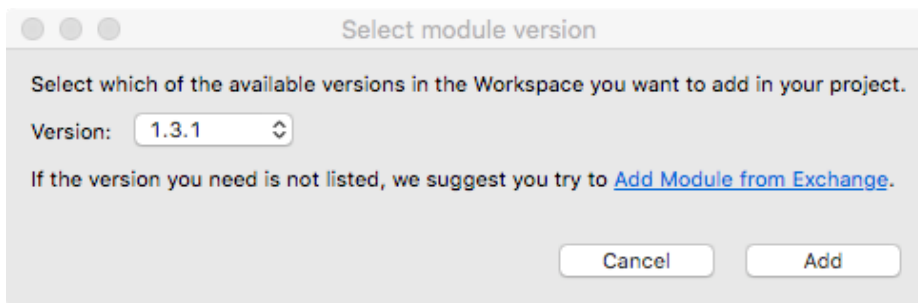 Select module version
Select which of the available versions in the Workspace you want to add in your project.
Version: 1.3.1
If the version you need is not listed, we suggest you try to Add Module from Exchange.
Cancel Add